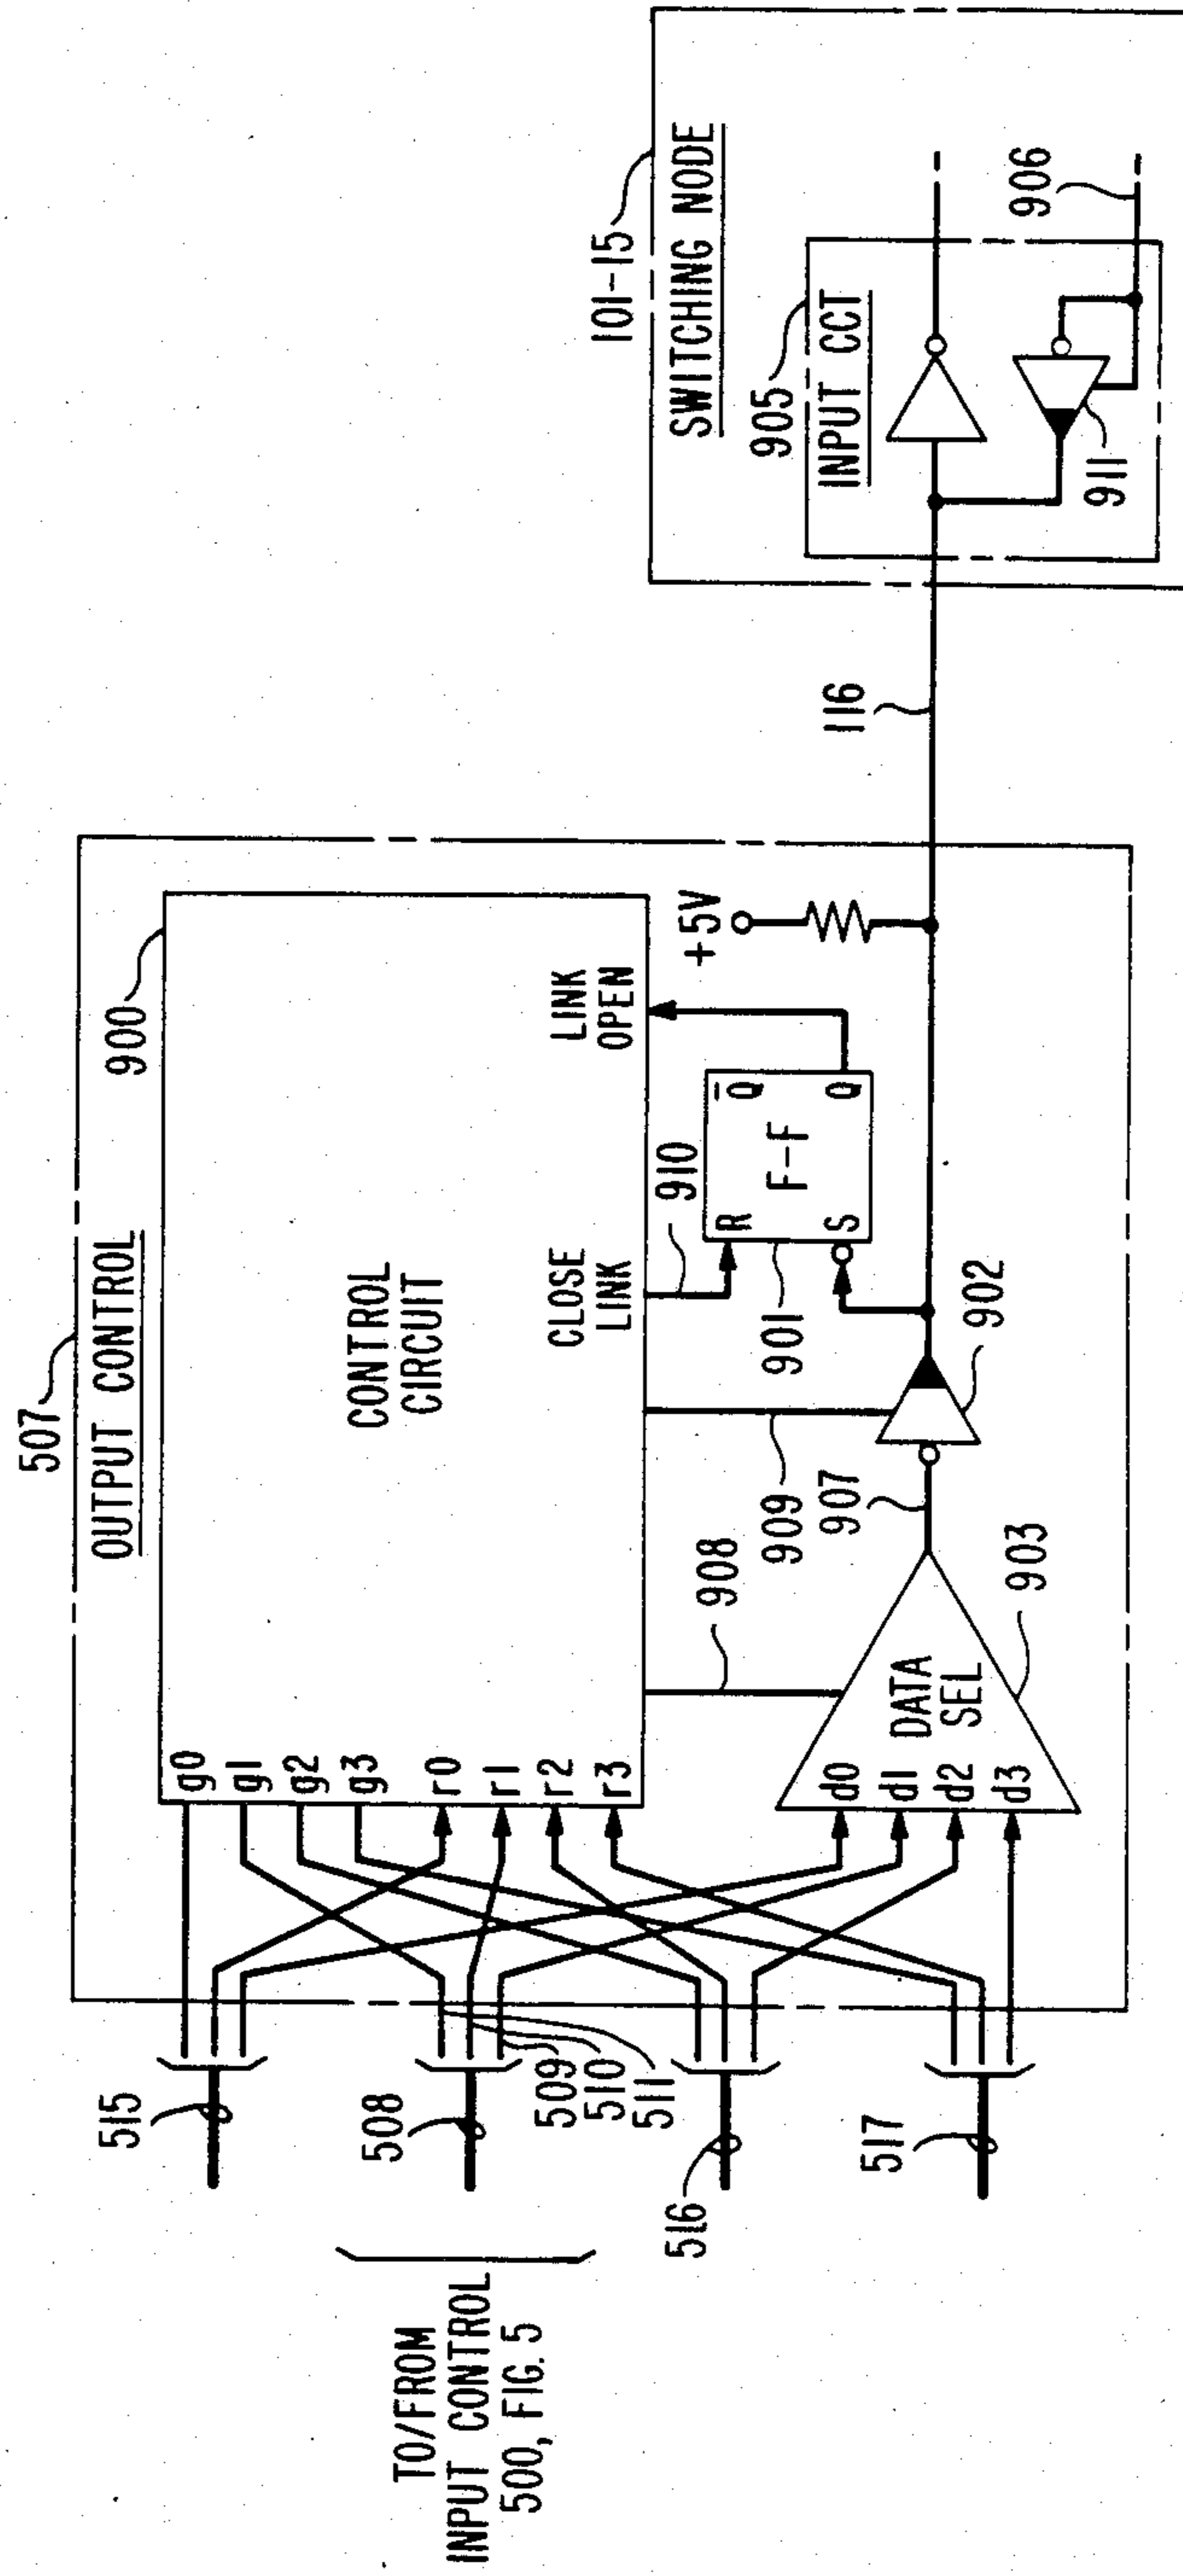 507
OUTPUT CONTROL
900
g0
g1
g2
g3
r0
r1
r2
r3
CONTROL
CIRCUIT
CLOSE
LINK
LINK
OPEN
515
508
509
510
511
516
517
TO/FROM
INPUT CONTROL
500, FIG. 5
d0
d1
d2
d3
DATA
SEL
903
908
907
909
902
901
910
R
Q̅
F-F
S
Q
+5V
116
101-15
SWITCHING NODE
905
INPUT CCT
911
906